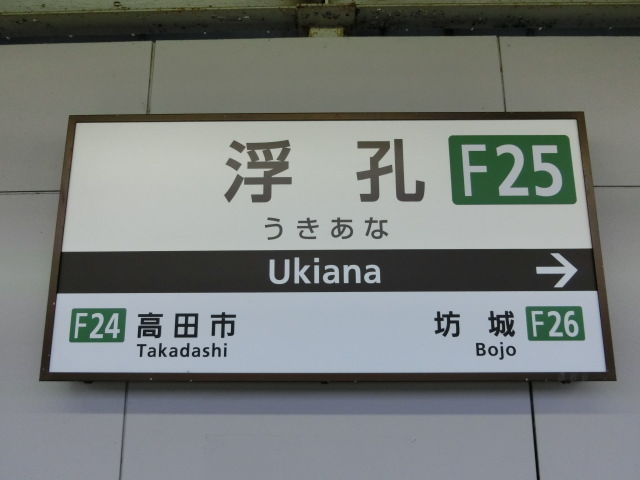 浮孔 F25
うきあな
Ukiana →
F24 高田市 坊城 F26
Takadashi Bojo